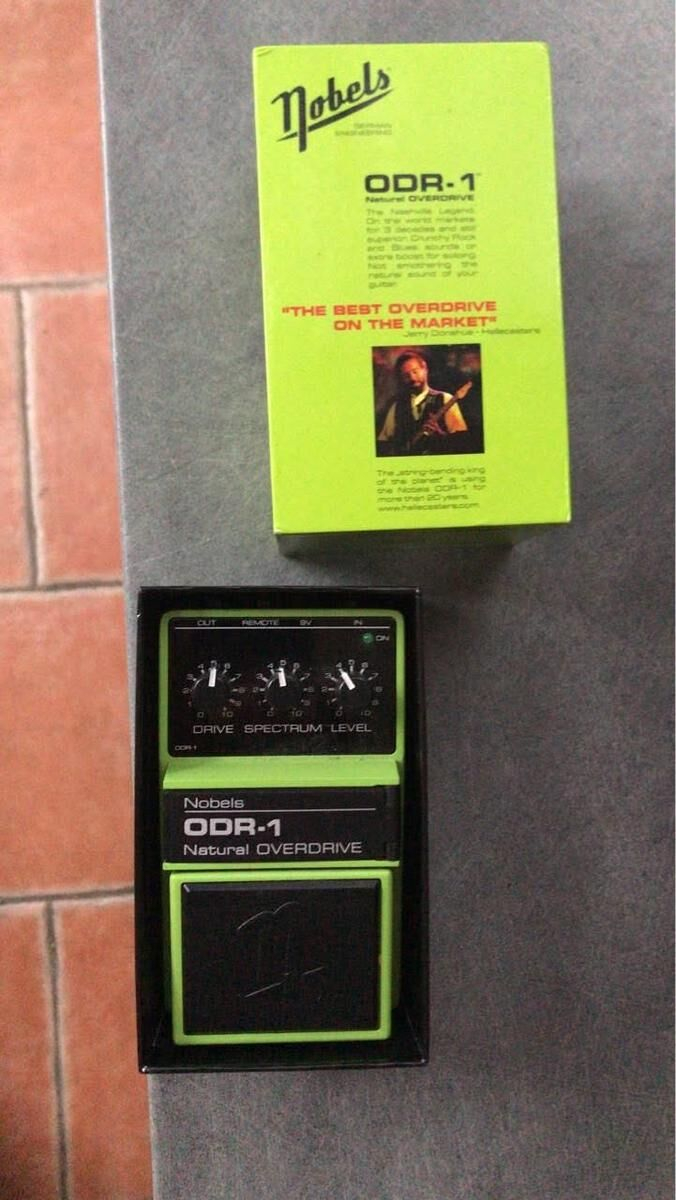 Nobels
GERMAN
ENGINEERING
ODR-1™
Natural OVERDRIVE
The Nashville Legend.
On the world markets
for 3 decades and still
superior. Crunchy Rock
and Blues sounds or
extra boost for soloing.
Not smothering the
natural sound of your
guitar.
"THE BEST OVERDRIVE
ON THE MARKET"
Jerry Donahue - Hellecasters
The „string-bending king
of the planet" is using
the Nobels ODR-1 for
more than 20 years.
www.hellecasters.com
OUT REMOTE 9V IN
ON
DRIVE SPECTRUM LEVEL
ODR-1
Nobels
ODR-1
Natural OVERDRIVE